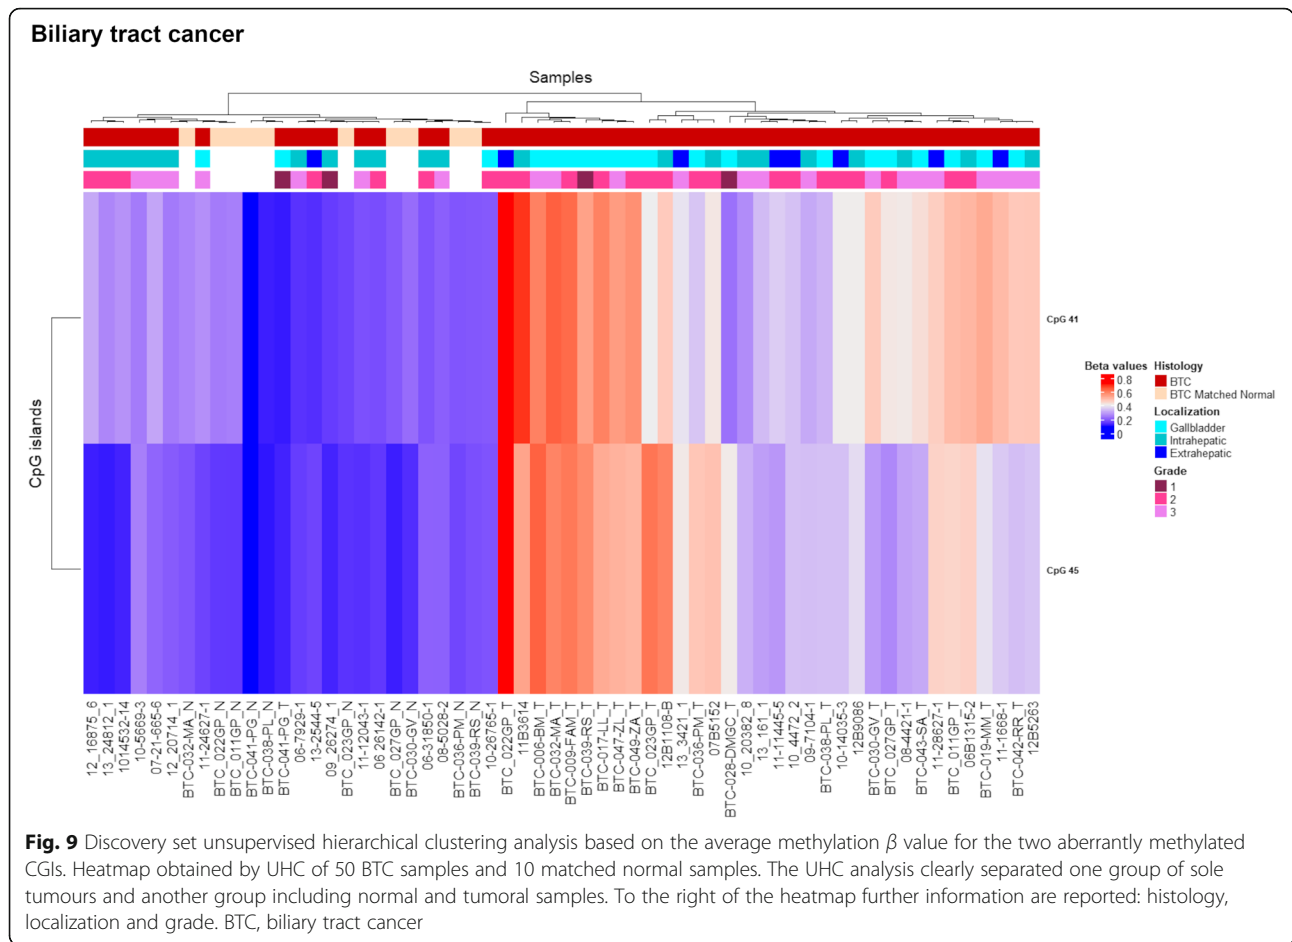 Biliary tract cancer
Samples
CpG islands
CpG 41
CpG 45
Beta values
0.8
0.6
0.4
0.2
0
Histology
BTC
BTC Matched Normal
Localization
Gallbladder
Intrahepatic
Extrahepatic
Grade
1
2
3
12_16875_6
13_24812_1
1014532-14
10-5669-3
07-21-665-6
12_20714_1
BTC-032-MA_N
11-24627-1
BTC_022GP_N
BTC_011GP_N
BTC-041-PG_N
BTC-038-PL_N
BTC-041-PG_T
06-7929-1
13-2544-5
09_26274_1
BTC_023GP_N
11-12043-1
06 26142-1
BTC_027GP_N
BTC-030-GV_N
06-31850-1
08-5028-2
BTC-036-PM_N
BTC-039-RS_N
10-26765-1
BTC_022GP_T
11B3614
BTC-006-BM_T
BTC-032-MA_T
BTC-009-FAM_T
BTC-039-RS_T
BTC-017-LL_T
BTC-047-ZL_T
BTC-049-ZA_T
BTC_023GP_T
12B1108-B
13_3421_1
BTC-036-PM_T
07B5152
BTC-028-DMGC_T
10_20382_8
13_161_1
11-11445-5
10_4472_2
09-7104-1
BTC-038-PL_T
10-14035-3
12B9086
BTC-030-GV_T
BTC_027GP_T
08-4421-1
BTC-043-SA_T
11-28627-1
BTC_011GP_T
06B1315-2
BTC-019-MM_T
11-1668-1
BTC-042-RR_T
12B5263
Fig. 9 Discovery set unsupervised hierarchical clustering analysis based on the average methylation β value for the two aberrantly methylated
CGIs. Heatmap obtained by UHC of 50 BTC samples and 10 matched normal samples. The UHC analysis clearly separated one group of sole
tumours and another group including normal and tumoral samples. To the right of the heatmap further information are reported: histology,
localization and grade. BTC, biliary tract cancer